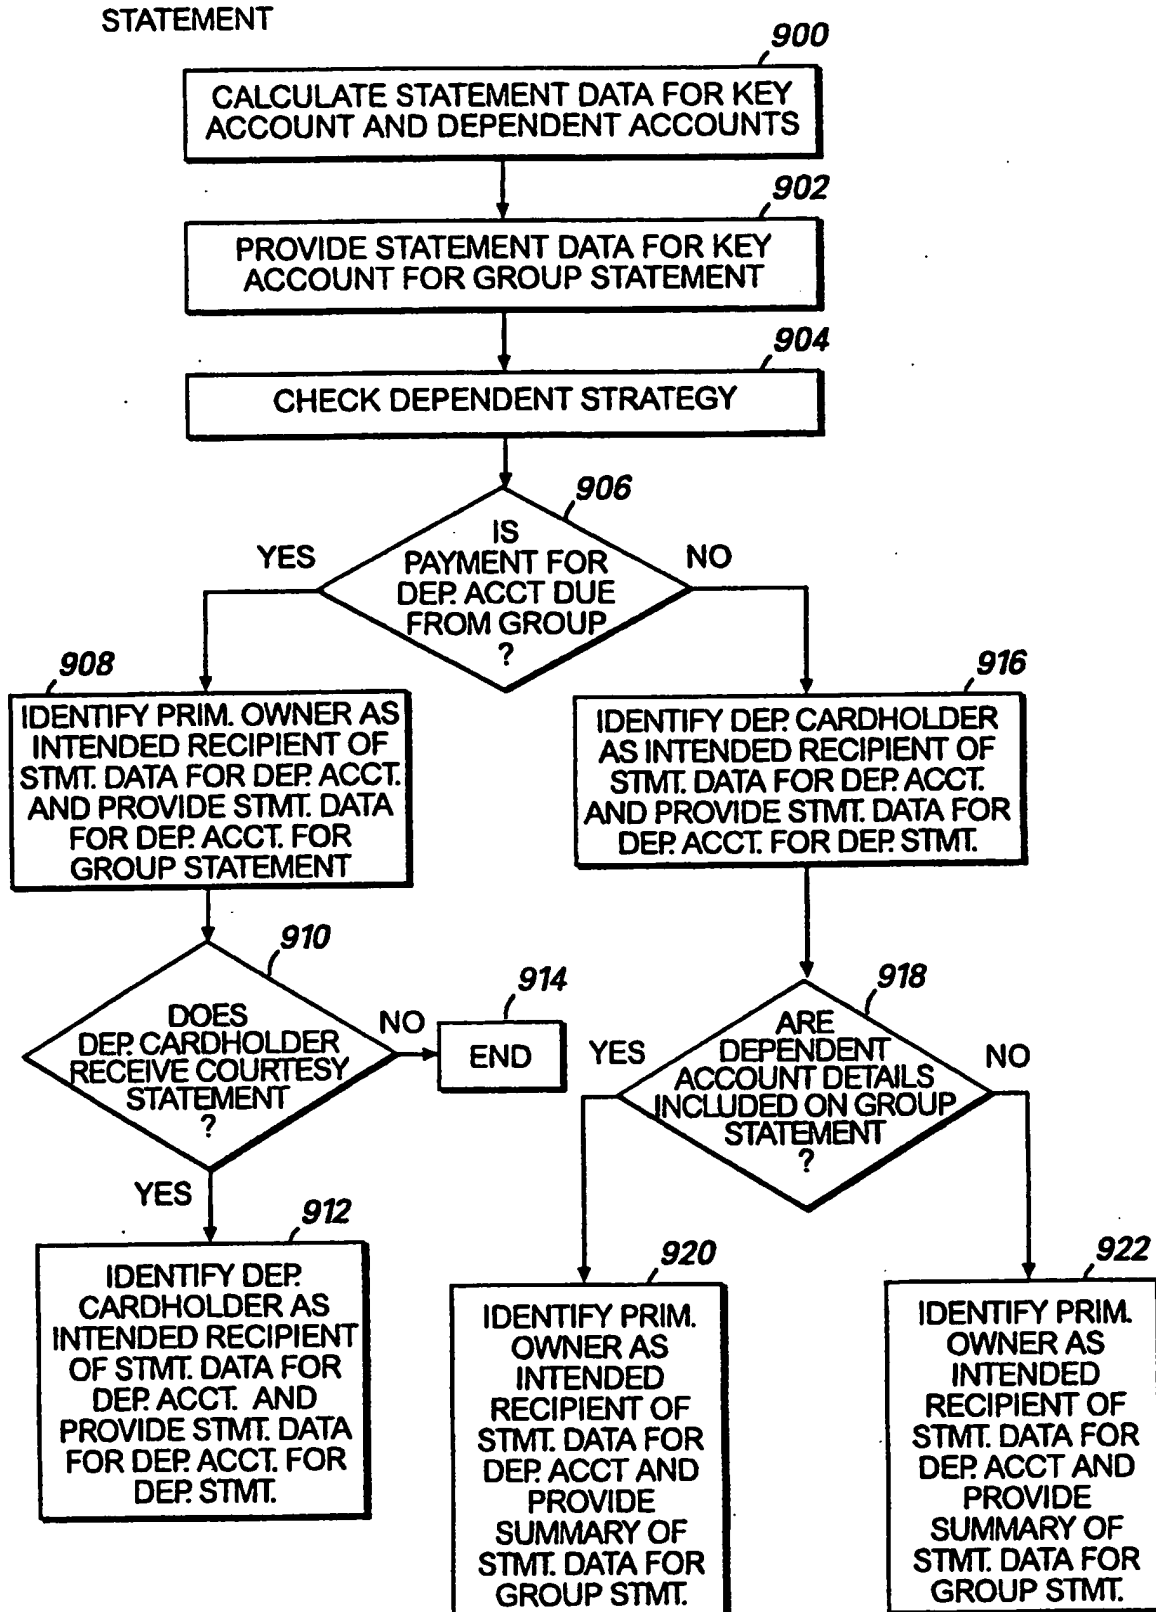 STATEMENT
900
CALCULATE STATEMENT DATA FOR KEY
ACCOUNT AND DEPENDENT ACCOUNTS
902
PROVIDE STATEMENT DATA FOR KEY
ACCOUNT FOR GROUP STATEMENT
904
CHECK DEPENDENT STRATEGY
906
IS
PAYMENT FOR
DEP. ACCT DUE
FROM GROUP
?
YES
NO
908
IDENTIFY PRIM. OWNER AS
INTENDED RECIPIENT OF
STMT. DATA FOR DEP. ACCT.
AND PROVIDE STMT. DATA
FOR DEP. ACCT. FOR
GROUP STATEMENT
916
IDENTIFY DEP. CARDHOLDER
AS INTENDED RECIPIENT OF
STMT. DATA FOR DEP. ACCT.
AND PROVIDE STMT. DATA FOR
DEP. ACCT. FOR DEP. STMT.
910
DOES
DEP. CARDHOLDER
RECEIVE COURTESY
STATEMENT
?
NO
914
END
YES
918
ARE
DEPENDENT
ACCOUNT DETAILS
INCLUDED ON GROUP
STATEMENT
?
YES
NO
912
IDENTIFY DEP.
CARDHOLDER AS
INTENDED RECIPIENT
OF STMT. DATA FOR
DEP. ACCT. AND
PROVIDE STMT. DATA
FOR DEP. ACCT. FOR
DEP. STMT.
920
IDENTIFY PRIM.
OWNER AS
INTENDED
RECIPIENT OF
STMT. DATA FOR
DEP. ACCT AND
PROVIDE
SUMMARY OF
STMT. DATA FOR
GROUP STMT.
922
IDENTIFY PRIM.
OWNER AS
INTENDED
RECIPIENT OF
STMT. DATA FOR
DEP. ACCT AND
PROVIDE
SUMMARY OF
STMT. DATA FOR
GROUP STMT.